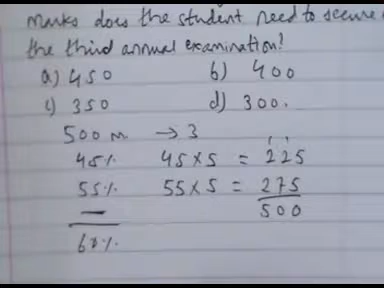 marks does the student need to secure
the third annual examination?
a) 450 b) 400
c) 350 d) 300.
500 m → 3
45% 45×5 = 225
55% 55×5 = 275
— 500
60%